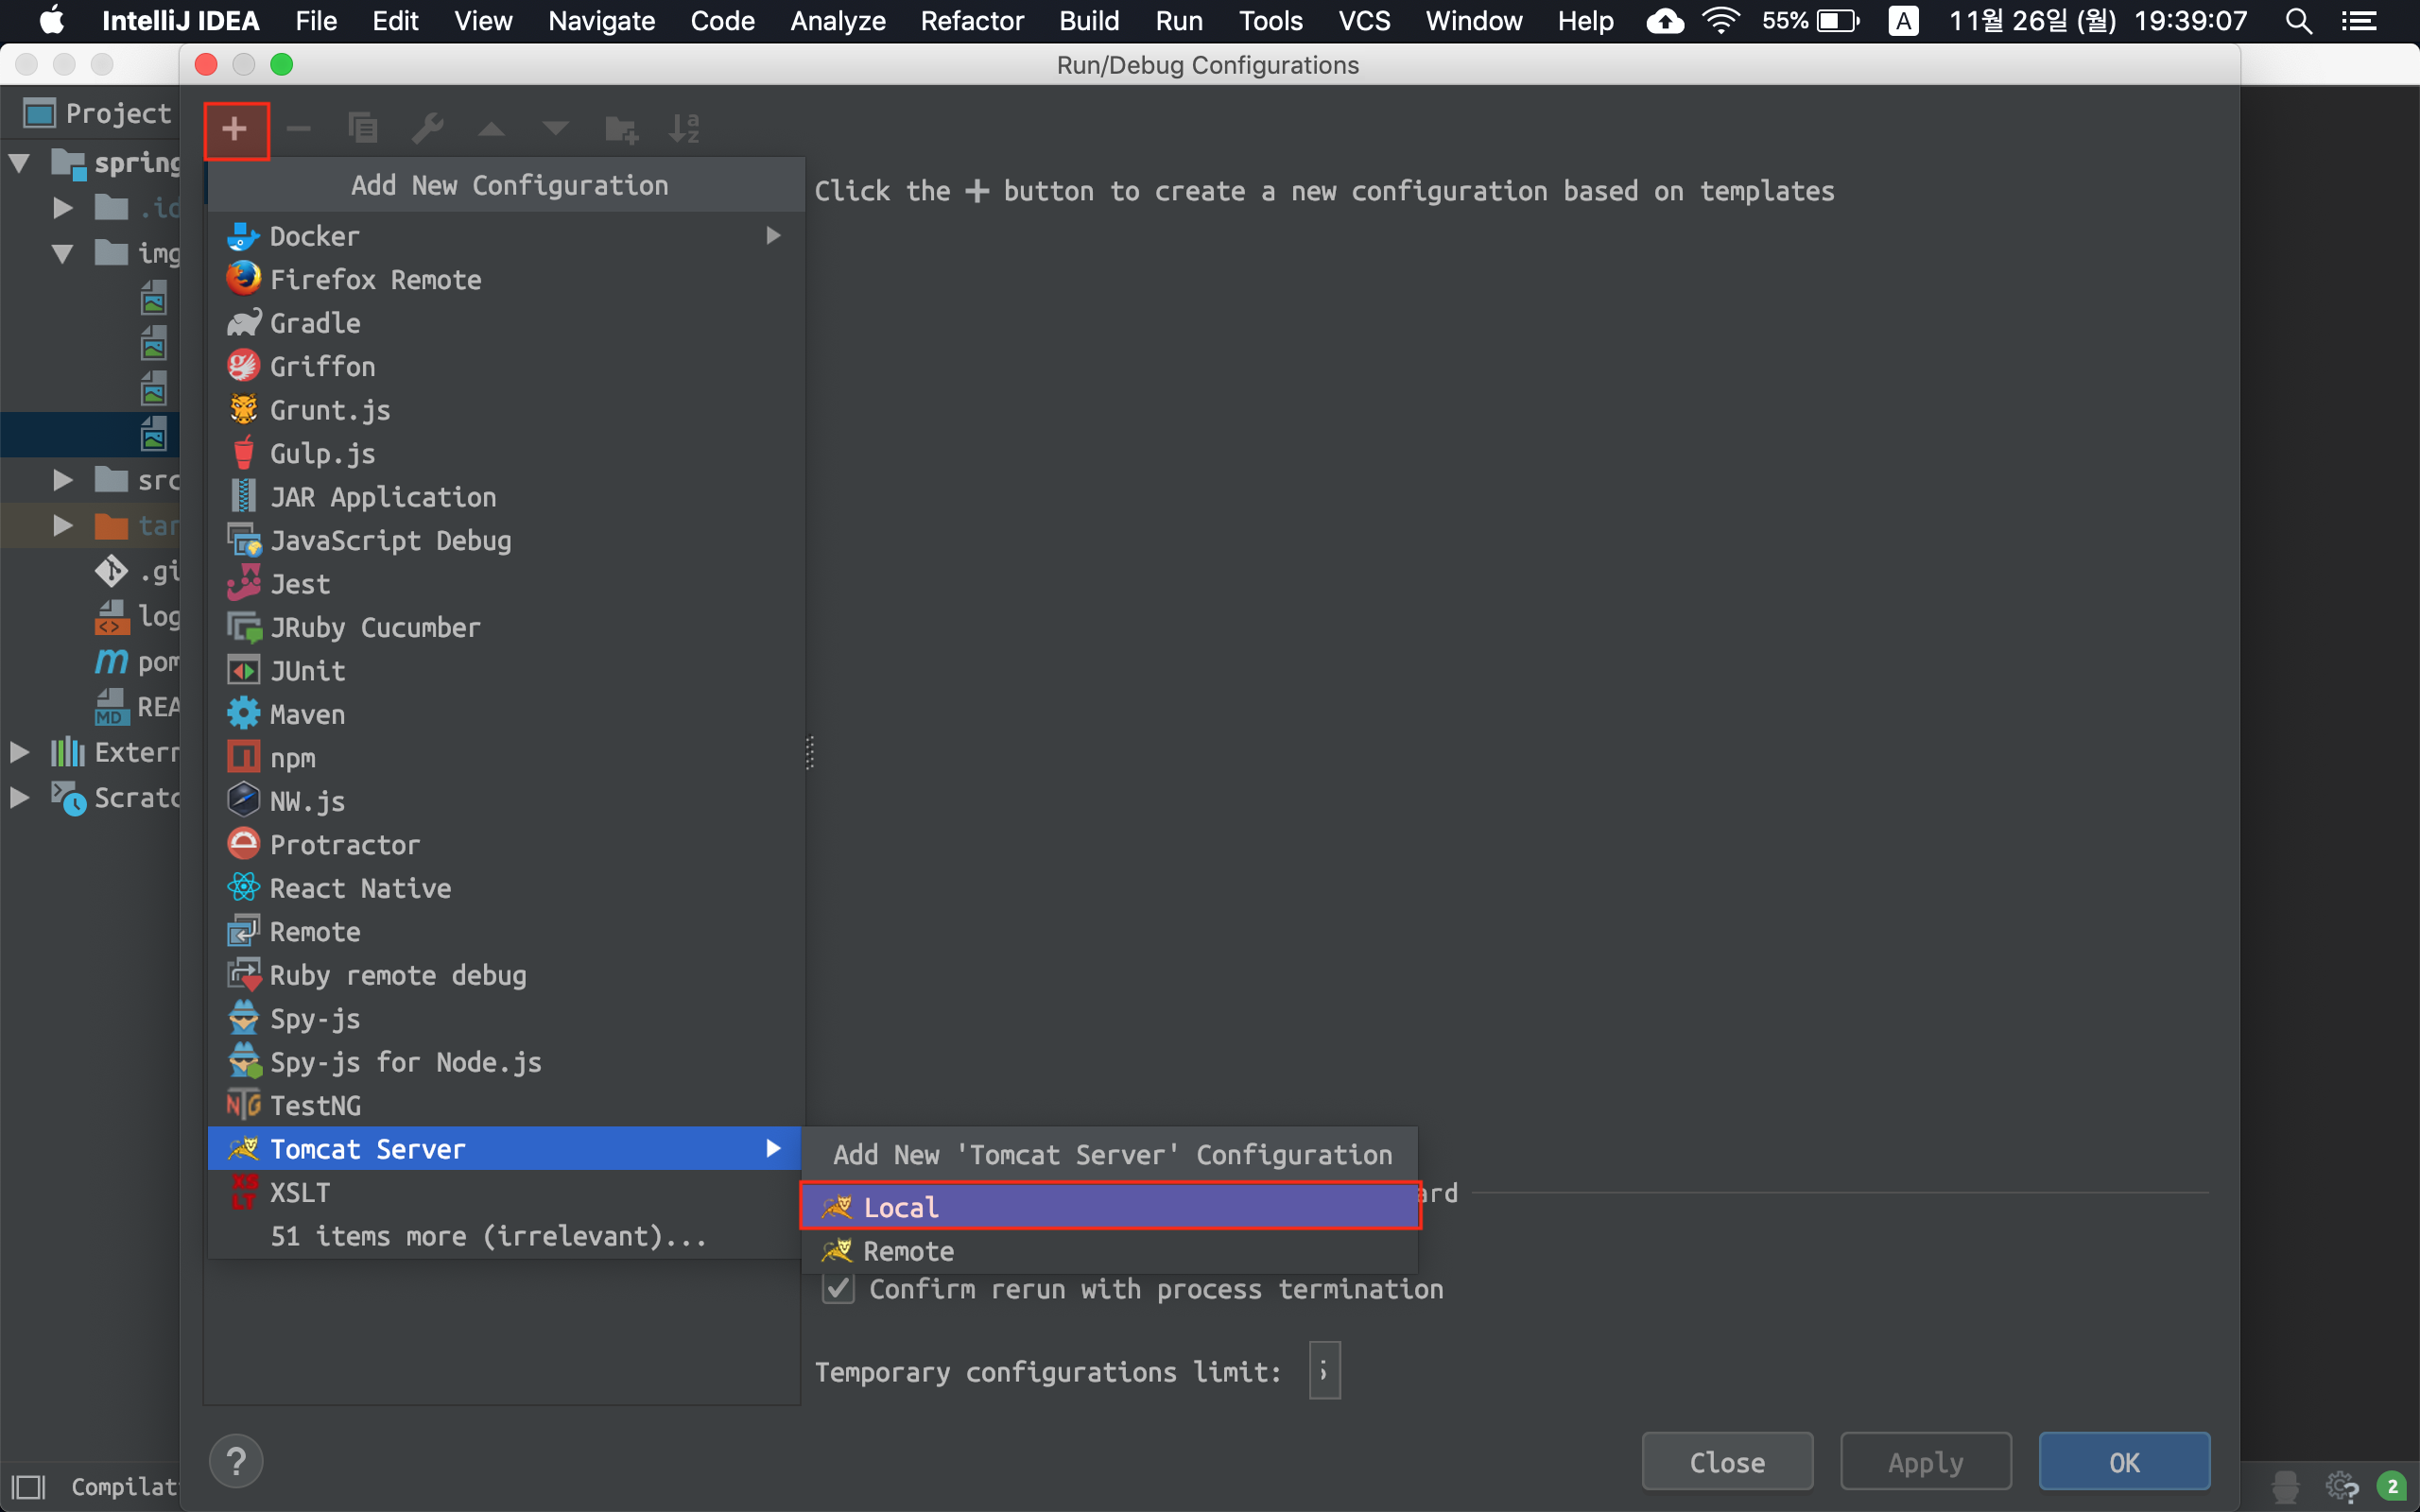 IntelliJ IDEA File Edit View Navigate Code Analyze Refactor Build Run Tools VCS Window Help 55% A 11월 26일 (월) 19:39:07
Run/Debug Configurations
Project
spring
.id
img
src
tar
.gi
log
pom
REA
Extern
Scratc
Add New Configuration
Click the + button to create a new configuration based on templates
Docker
Firefox Remote
Gradle
Griffon
Grunt.js
Gulp.js
JAR Application
JavaScript Debug
Jest
JRuby Cucumber
JUnit
Maven
npm
NW.js
Protractor
React Native
Remote
Ruby remote debug
Spy-js
Spy-js for Node.js
TestNG
Tomcat Server
XSLT
51 items more (irrelevant)...
Add New 'Tomcat Server' Configuration
Local
Remote
ard
Confirm rerun with process termination
Temporary configurations limit:
?
Close Apply OK
Compilat
2